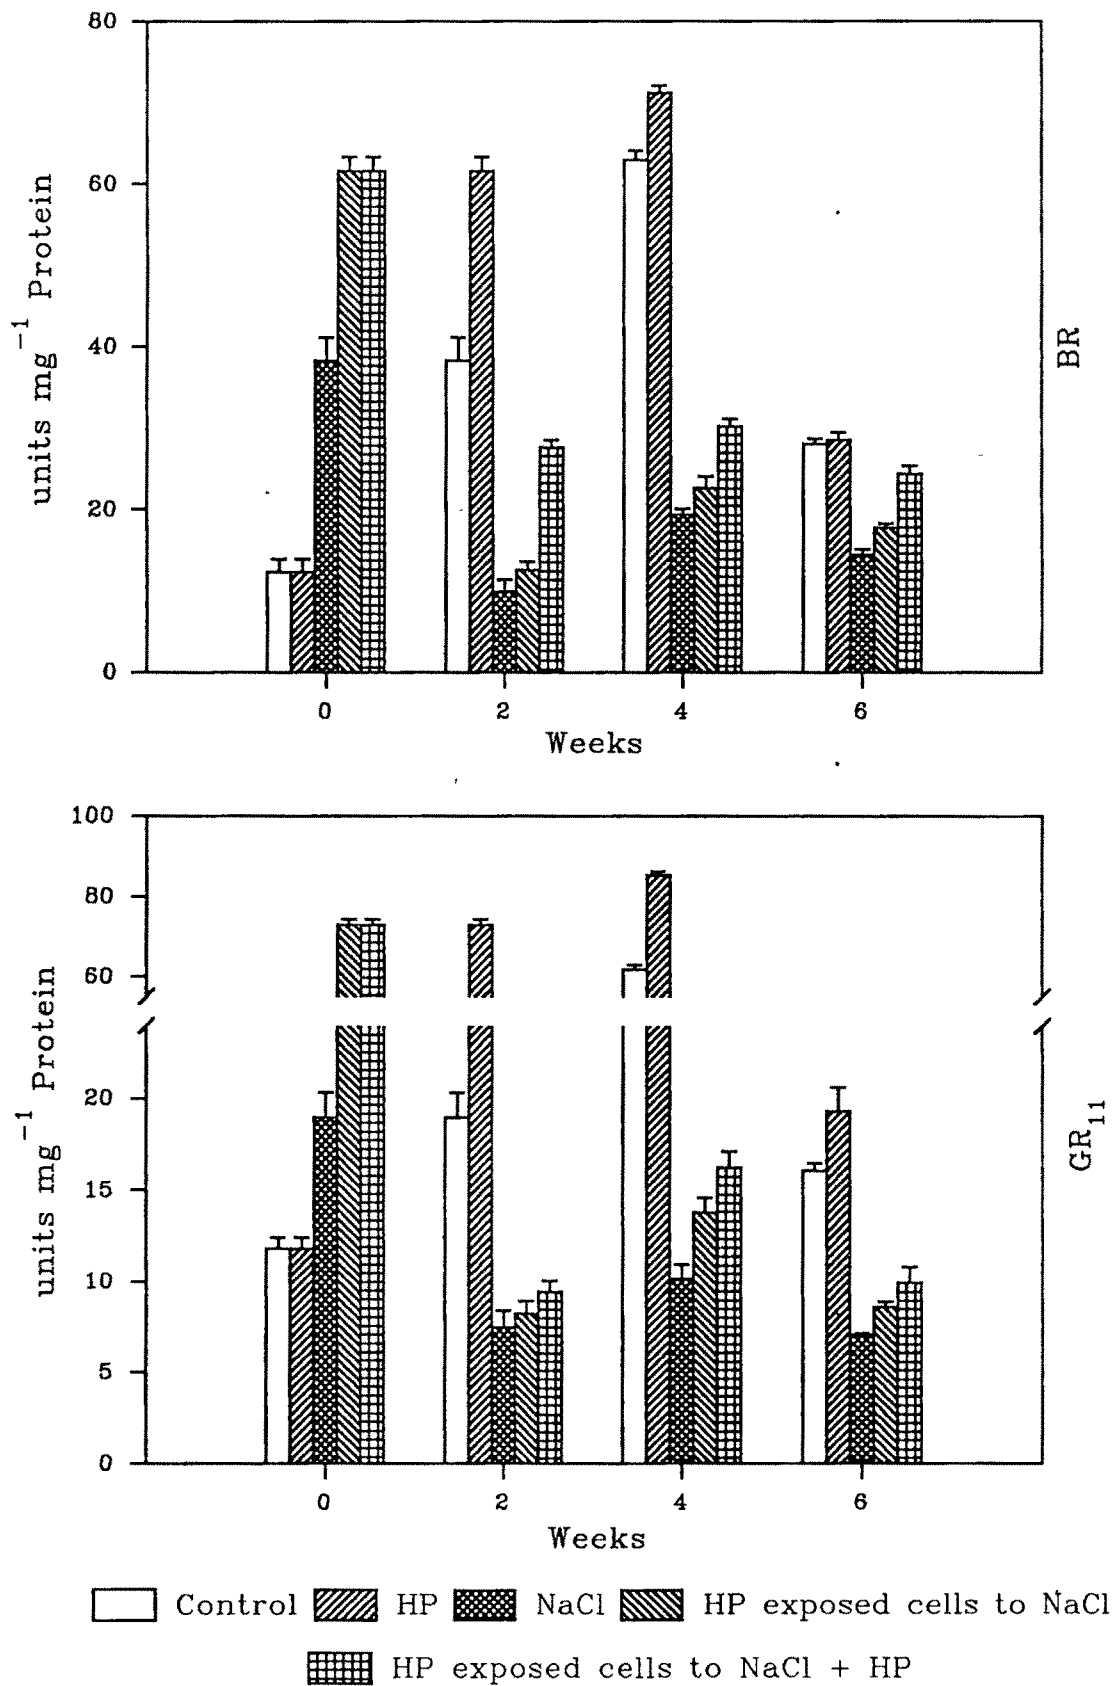 80
60
40
20
0
units mg⁻¹ Protein
BR
0 2 4 6
Weeks
100
80
60
20
15
10
5
0
units mg⁻¹ Protein
GR₁₁
0 2 4 6
Weeks
Control HP NaCl HP exposed cells to NaCl
HP exposed cells to NaCl + HP